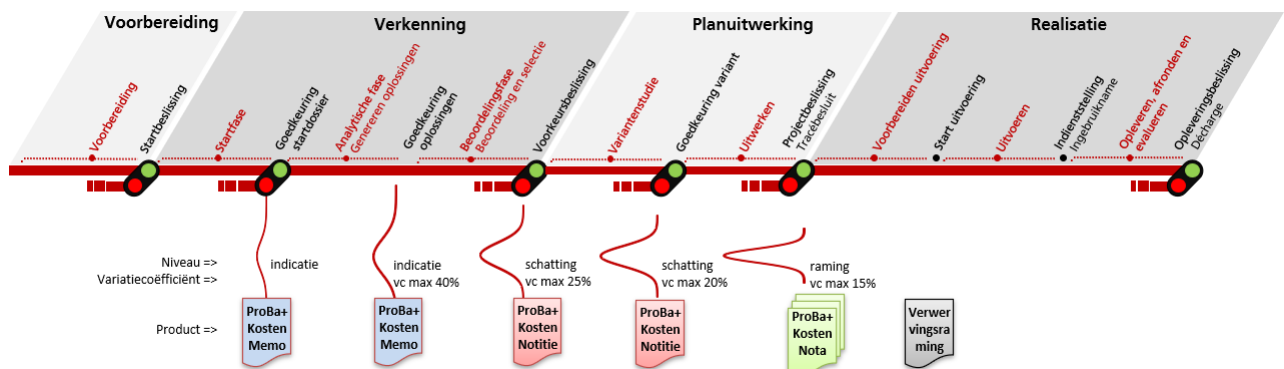 Voorbereiding
Verkenning
Planuitwerking
Realisatie
Voorbereiding
Startbeslissing
Startfase
Goedkeuring
startdossier
Analytische fase
Genereren oplossingen
Goedkeuring
oplossingen
Beoordelingsfase
Beoordeling en selectie
Voorkeursbeslissing
Variantenstudie
Goedkeuring variant
Uitwerken
Projectbeslissing
Tracébesluit
Voorbereiden uitvoering
Start uitvoering
Uitvoeren
Indienststelling
Ingebruikname
Opleveren, afronden en
evalueren
Opleveringsbeslissing
Décharge
Niveau =>
Variatiecoëfficiënt =>
indicatie
indicatie
vc max 40%
schatting
vc max 25%
schatting
vc max 20%
raming
vc max 15%
Product =>
ProBa+
Kosten
Memo
ProBa+
Kosten
Memo
ProBa+
Kosten
Notitie
ProBa+
Kosten
Notitie
ProBa+
Kosten
Nota
Verwer
vingsra
ming